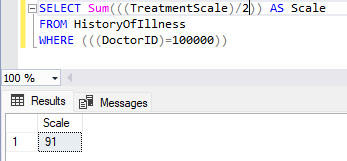 SELECT Sum(((TreatmentScale)/2)) AS Scale
FROM HistoryOfIllness
WHERE (((DoctorID)=100000))
100 %
Results Messages
Scale
1 91